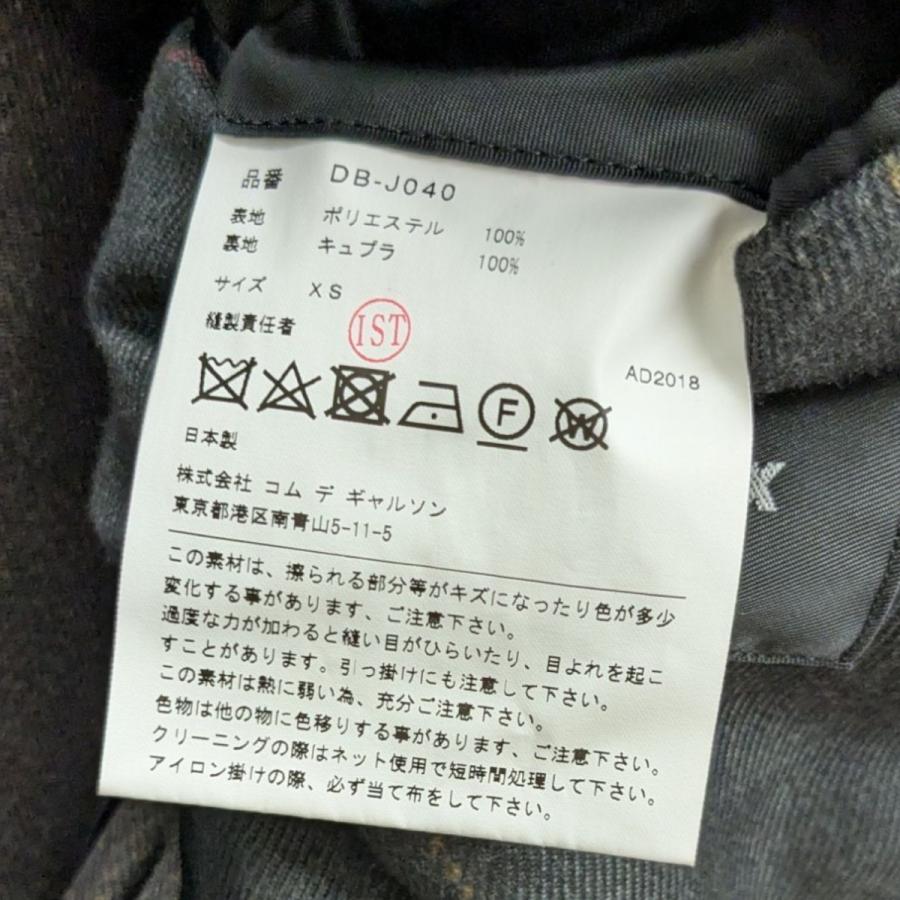 品番 DB-J040
表地 ポリエステル 100%
裏地 キュプラ 100%
サイズ XS
縫製責任者 IST
AD2018
F
W
日本製
株式会社 コム デ ギャルソン
東京都港区南青山5-11-5
この素材は、擦られる部分等がキズになったり色が多少
変化する事があります、ご注意下さい。
過度な力が加わると縫い目がひらいたり、目よれを起こ
すことがあります。引っ掛けにも注意して下さい。
この素材は熱に弱い為、充分ご注意下さい。
色物は他の物に色移りする事があります、ご注意下さい。
クリーニングの際はネット使用で短時間処理して下さい。
アイロン掛けの際、必ず当て布をして下さい。
K